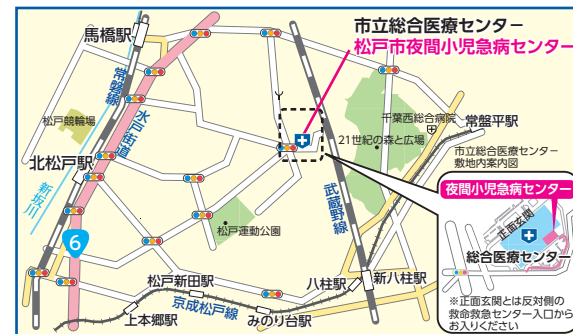 市立総合医療センター
松戸市夜間小児急病センター
馬橋駅
常磐線
水戸街道
松戸競輪場
千葉西総合病院
常盤平駅
21世紀の森と広場
北松戸駅
新坂川
武蔵野線
6
松戸運動公園
松戸新田駅
八柱駅
新八柱駅
京成松戸線
上本郷駅
みのり台駅
市立総合医療センター
敷地内案内図
夜間小児急病センター
正面玄関
総合医療センター
※正面玄関とは反対側の
救命救急センター入口から
お入りください